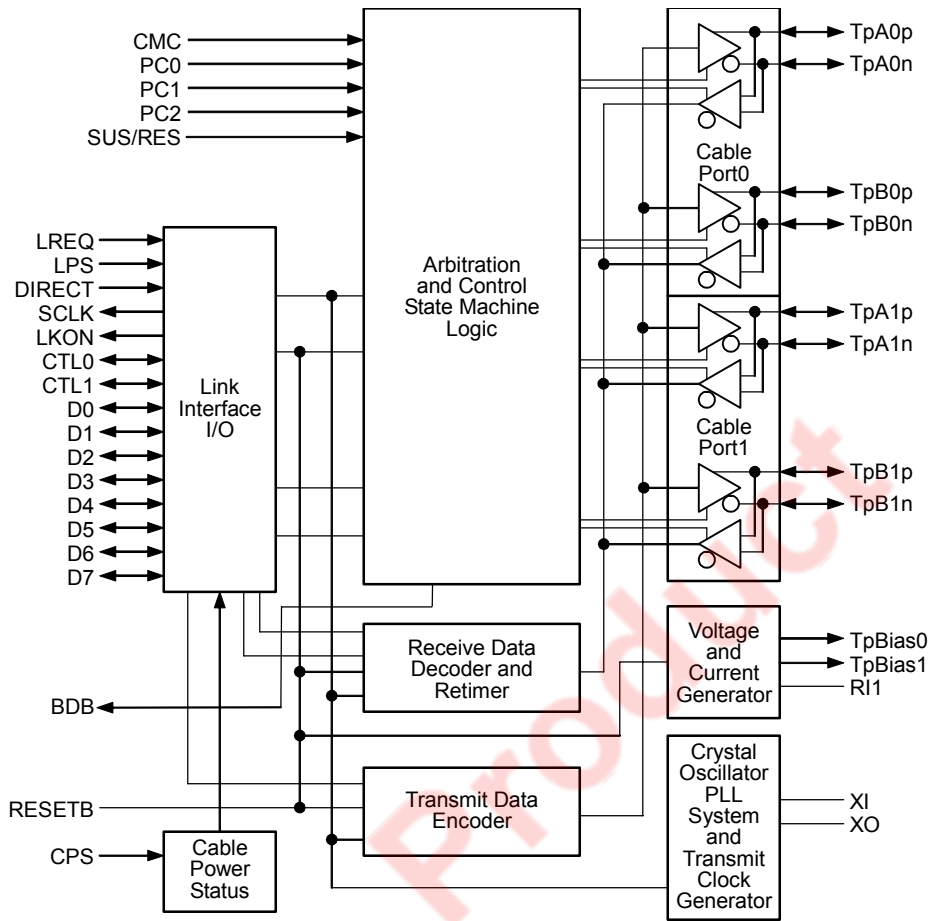 CMC
PC0
PC1
PC2
SUS/RES
LREQ
LPS
DIRECT
SCLK
LKON
CTL0
CTL1
D0
D1
D2
D3
D4
D5
D6
D7
BDB
RESETB
CPS
Link
Interface
I/O
Cable
Power
Status
Arbitration
and Control
State Machine
Logic
Receive Data
Decoder and
Retimer
Transmit Data
Encoder
Cable
Port0
Cable
Port1
Voltage
and
Current
Generator
Crystal
Oscillator
PLL
System
and
Transmit
Clock
Generator
TpA0p
TpA0n
TpB0p
TpB0n
TpA1p
TpA1n
TpB1p
TpB1n
TpBias0
TpBias1
RI1
XI
XO
Product